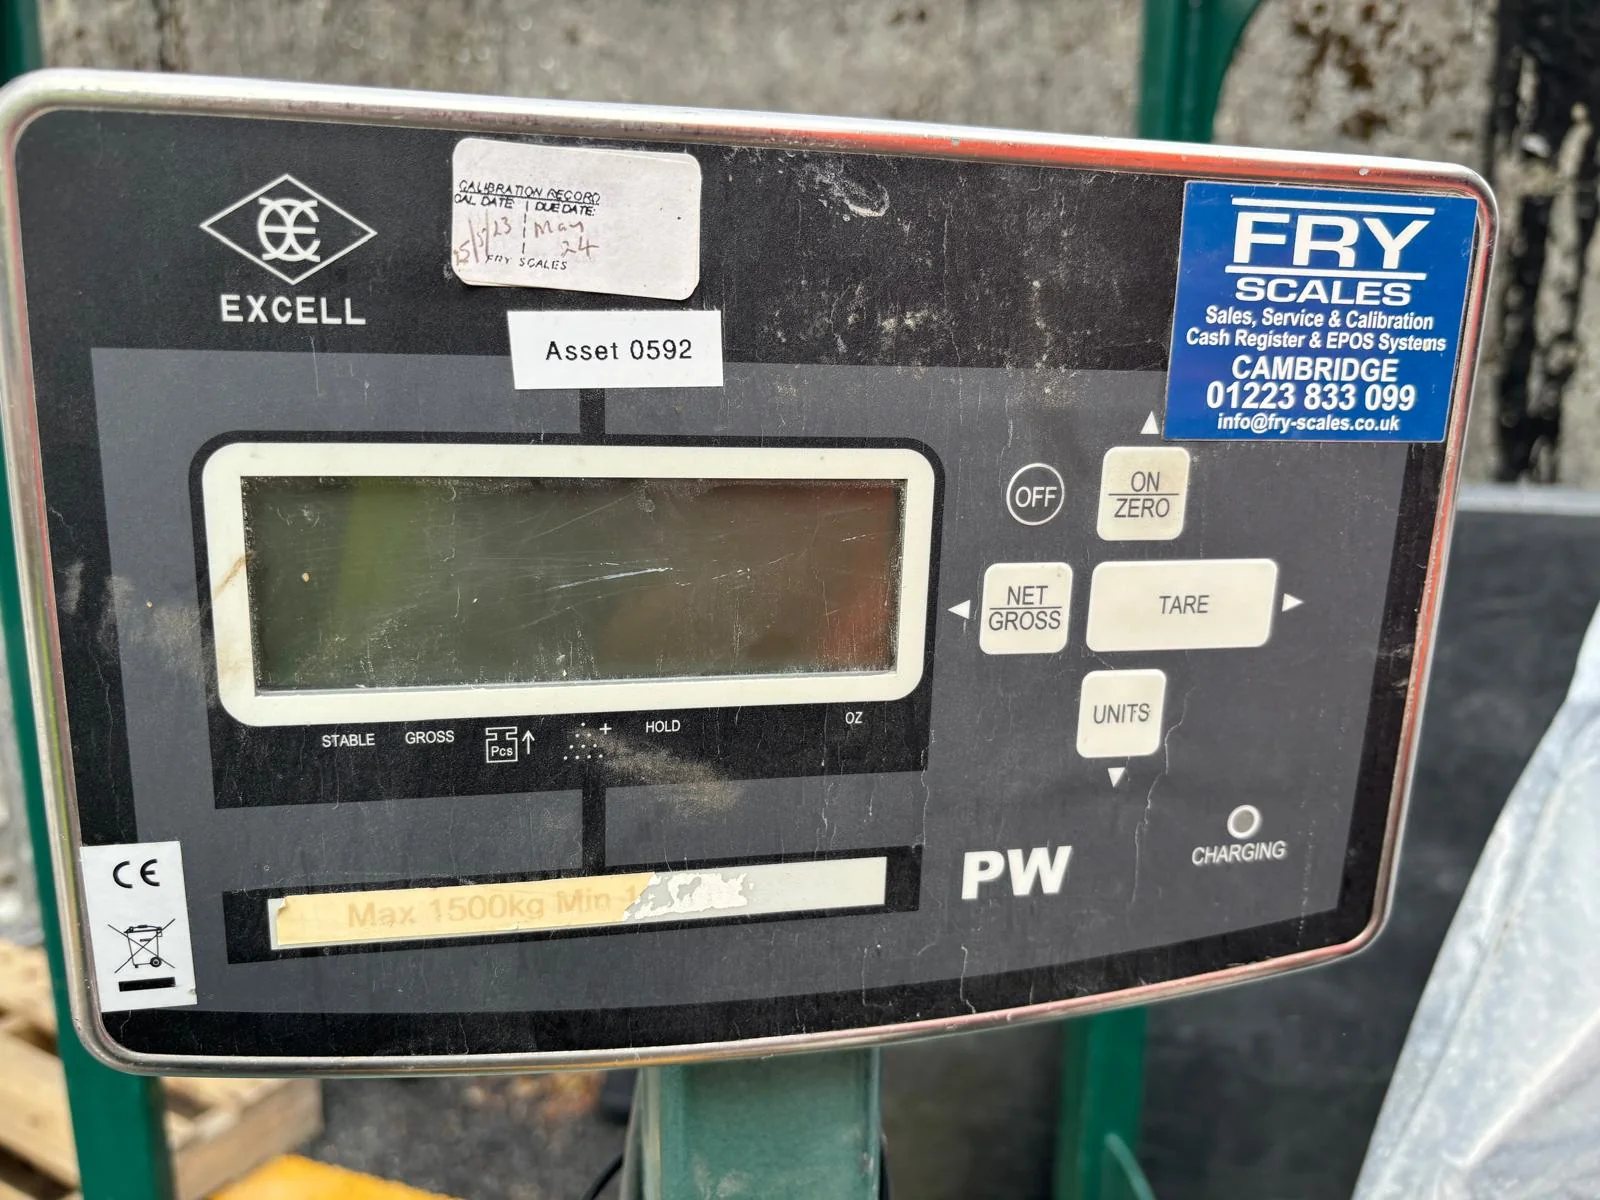 EXCELL
CALIBRATION RECORD
CAL DATE | DUE DATE:
25/5/23 | May 24
FRY SCALES
Asset 0592
FRY
SCALES
Sales, Service & Calibration
Cash Register & EPOS Systems
CAMBRIDGE
01223 833 099
info@fry-scales.co.uk
OFF
ON
ZERO
NET
GROSS
TARE
UNITS
STABLE GROSS Pcs HOLD OZ
CE
Max 1500kg Min
PW
CHARGING